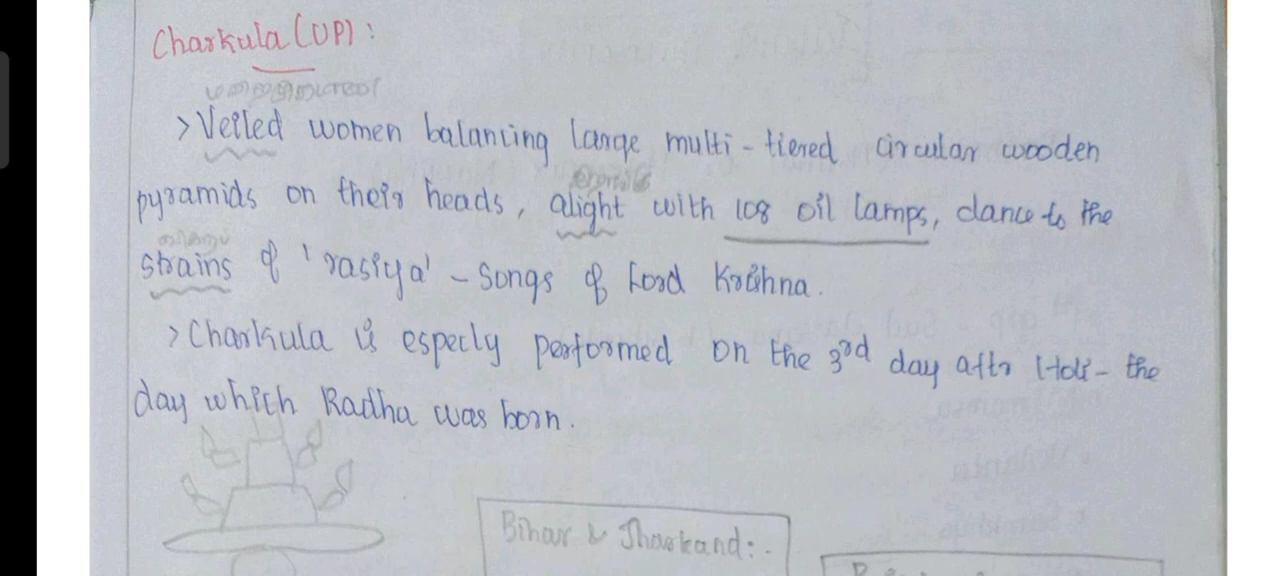 Charkula (UP) :
> Veiled women balancing large multi-tiered circular wooden
pyramids on their heads, alight with 108 oil lamps, dance to the
strains of 'rasiya' - Songs of Lord Krishna.
> Charkula is especly performed on the 3rd day aftr Holi - the
day which Radha was born.
Bihar & Jharkand:-